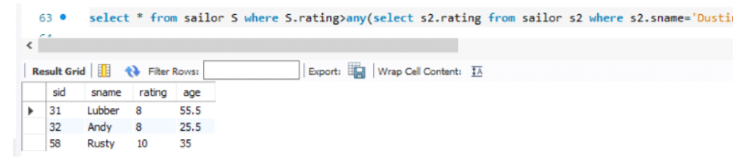 63 select * from sailor S where S.rating>any(select s2.rating from sailor s2 where s2.sname='Dustin
Result Grid Filter Rows: Export: Wrap Cell Content: IA
sid sname rating age
31 Lubber 8 55.5
32 Andy 8 25.5
58 Rusty 10 35